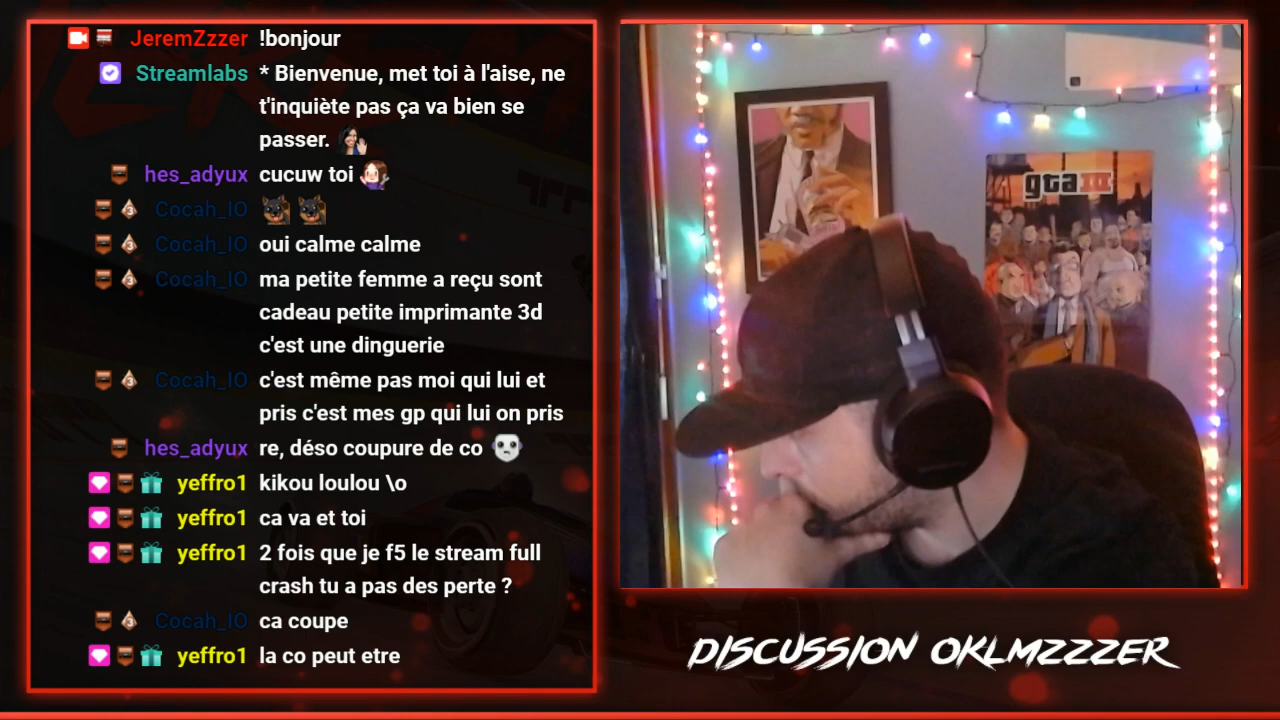 JeremZzzer !bonjour
Streamlabs * Bienvenue, met toi à l'aise, ne
t'inquiète pas ça va bien se
passer.
hes_adyux cucuw toi
Cocah_IO
Cocah_IO oui calme calme
Cocah_IO ma petite femme a reçu sont
cadeau petite imprimante 3d
c'est une dinguerie
Cocah_IO c'est même pas moi qui lui et
pris c'est mes gp qui lui on pris
hes_adyux re, déso coupure de co
yeffro1 kikou loulou \o
yeffro1 ca va et toi
yeffro1 2 fois que je f5 le stream full
crash tu a pas des perte ?
Cocah_IO ca coupe
yeffro1 la co peut etre
gta III
DISCUSSION OKLMZZZER